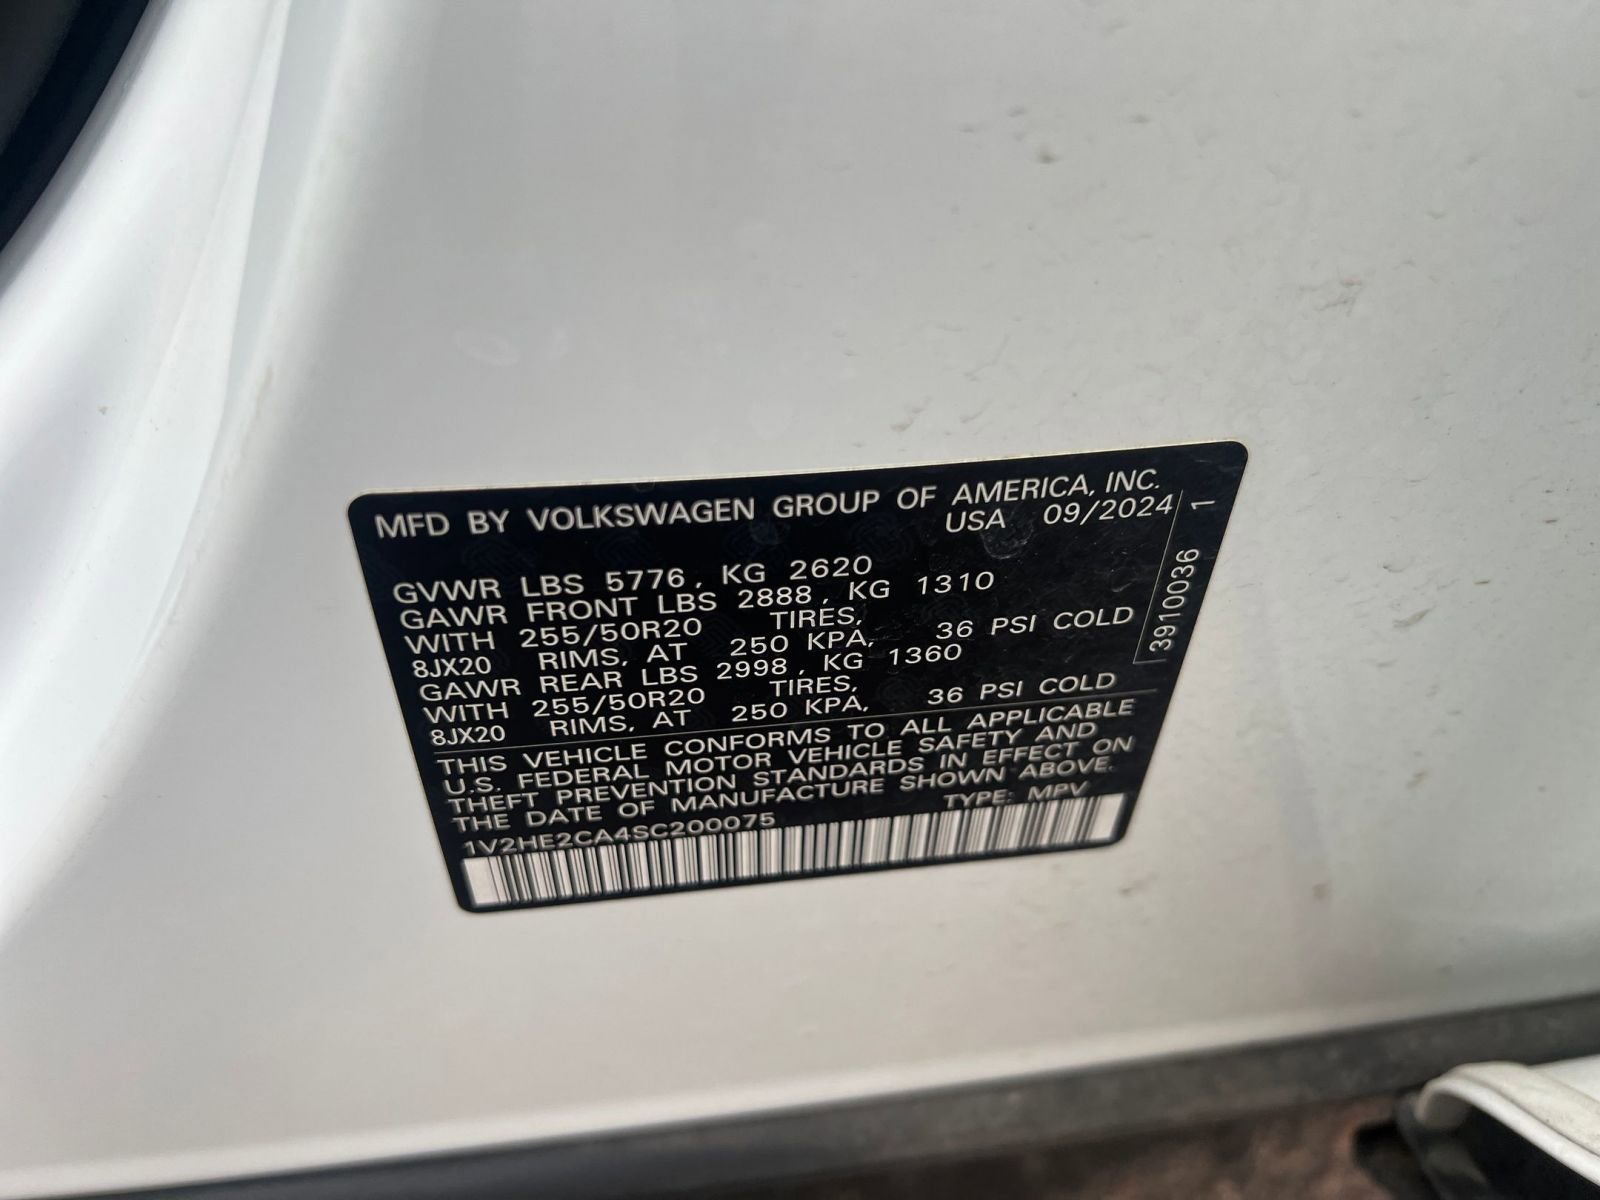 MFD BY VOLKSWAGEN GROUP OF AMERICA, INC.
USA 09/2024
GVWR LBS 5776, KG 2620
GAWR FRONT LBS 2888, KG 1310
WITH 255/50R20 TIRES,
8JX20 RIMS, AT 250 KPA, 36 PSI COLD
GAWR REAR LBS 2998, KG 1360
WITH 255/50R20 TIRES,
8JX20 RIMS, AT 250 KPA, 36 PSI COLD
THIS VEHICLE CONFORMS TO ALL APPLICABLE
U.S. FEDERAL MOTOR VEHICLE SAFETY AND
THEFT PREVENTION STANDARDS IN EFFECT ON
THE DATE OF MANUFACTURE SHOWN ABOVE.
1V2HE2CA4SC200075 TYPE: MPV
3910036 1